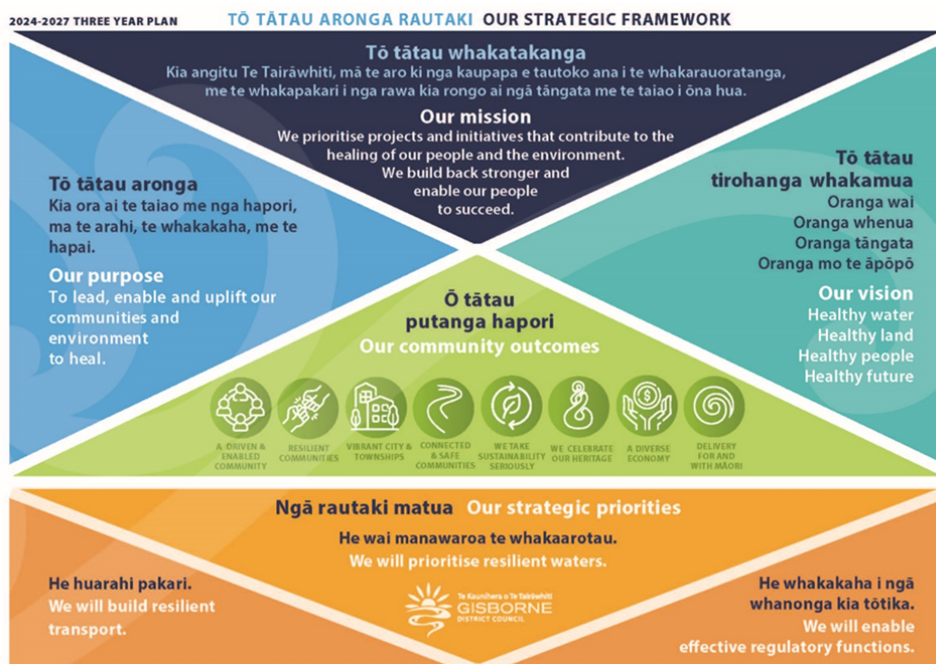 2024-2027 THREE YEAR PLAN
TŌ TĀTAU ARONGA RAUTAKI OUR STRATEGIC FRAMEWORK
Tō tātau whakatakanga
Kia angitu Te Tairāwhiti, mā te aro ki nga kaupapa e tautoko ana i te whakarauoratanga,
me te whakapakari i nga rawa kia rongo ai ngā tāngata me te taiao i ōna hua.
Our mission
We prioritise projects and initiatives that contribute to the
healing of our people and the environment.
We build back stronger and
enable our people
to succeed.
Tō tātau aronga
Kia ora ai te taiao me nga hapori,
ma te arahi, te whakakaha, me te
hapai.
Our purpose
To lead, enable and uplift our
communities and
environment
to heal.
Tō tātau
tirohanga whakamua
Oranga wai
Oranga whenua
Oranga tāngata
Oranga mo te āpōpō
Our vision
Healthy water
Healthy land
Healthy people
Healthy future
Ō tātau
putanga hapori
Our community outcomes
A DRIVEN &
ENABLED
COMMUNITY
RESILIENT
COMMUNITIES
VIBRANT CITY &
TOWNSHIPS
CONNECTED
& SAFE
COMMUNITIES
WE TAKE
SUSTAINABILITY
SERIOUSLY
WE CELEBRATE
OUR HERITAGE
A DIVERSE
ECONOMY
DELIVERY
FOR AND
WITH MĀORI
Ngā rautaki matua Our strategic priorities
He wai manawaroa te whakaarotau.
We will prioritise resilient waters.
He huarahi pakari.
We will build resilient
transport.
Te Kaunihera o Te Tairāwhiti
GISBORNE
DISTRICT COUNCIL
He whakakaha i ngā
whanonga kia tōtika.
We will enable
effective regulatory functions.